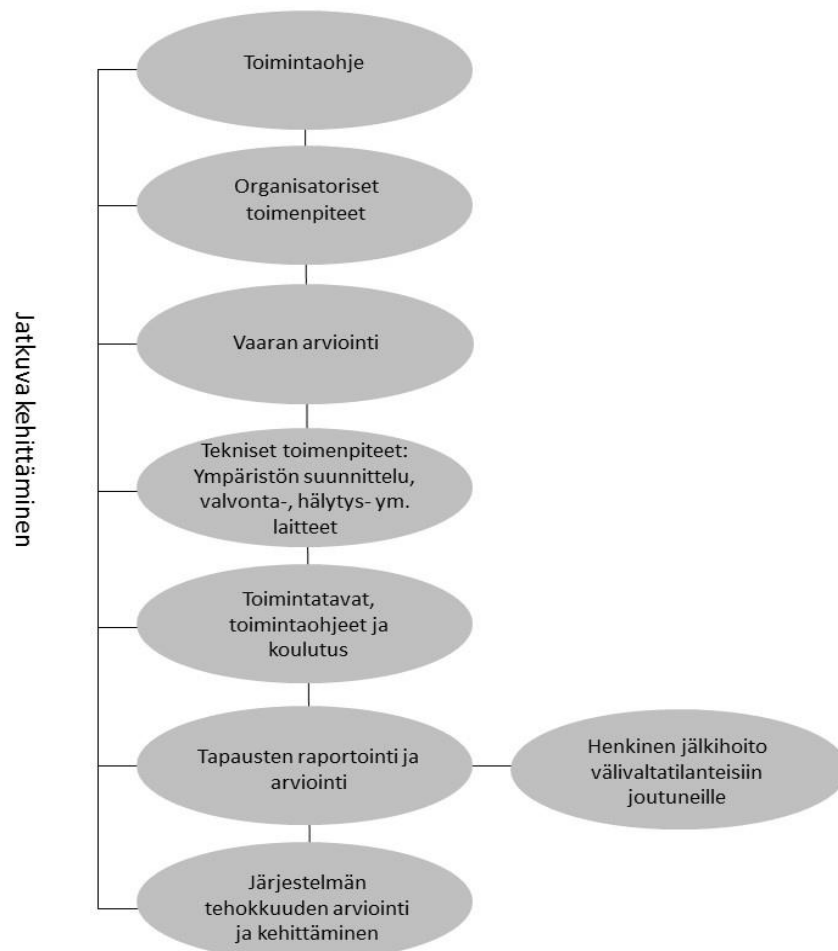 Toimintaohje
Organisatoriset
toimenpiteet
Vaaran arviointi
Tekniset toimenpiteet:
Ympäristön suunnittelu,
valvonta-, hälytys- ym.
laitteet
Toimintatavat,
toimintaohjeet ja
koulutus
Tapausten raportointi ja
arviointi
Henkinen jälkihoito
välivaltatilanteisiin
joutuneille
Järjestelmän
tehokkuuden arviointi
ja kehittäminen
Jatkuva kehittäminen